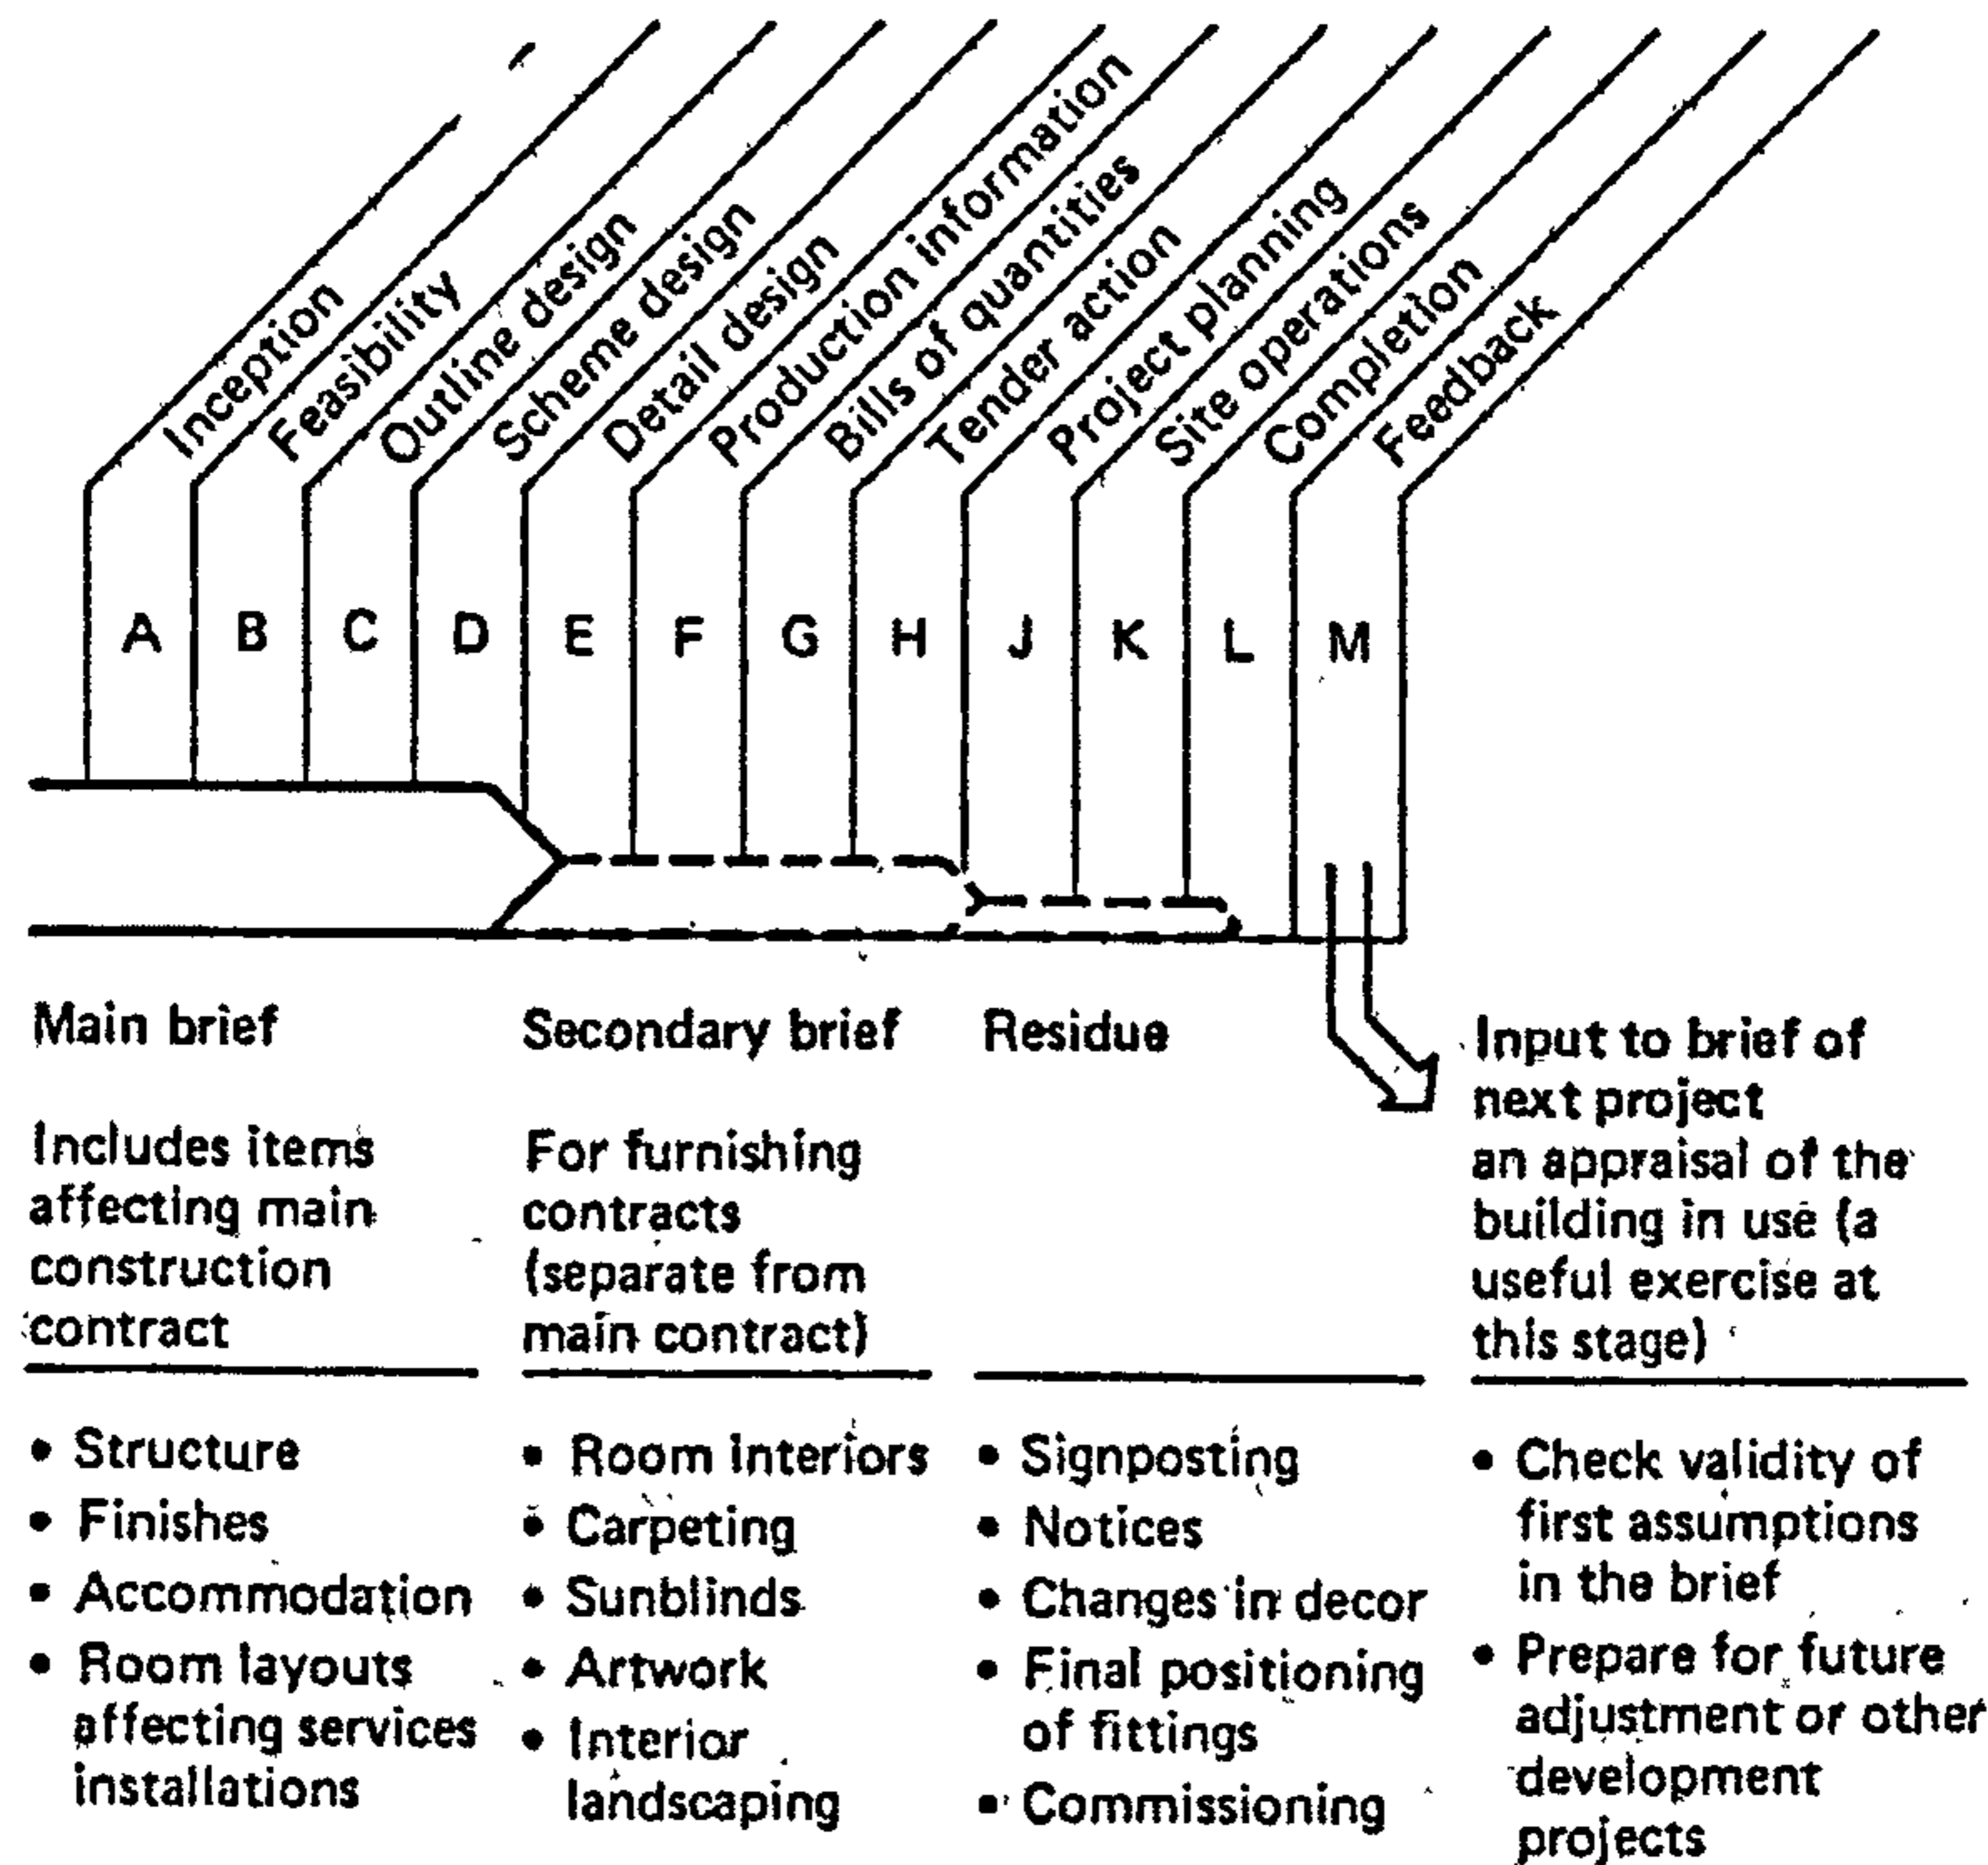 Inception
Feasibility
Outline design
Scheme design
Detail design
Production information
Bills of quantities
Tender action
Project planning
Site operations
Completion
Feedback
A B C D E F G H J K L M
Main brief
Includes items
affecting main
construction
contract
• Structure
• Finishes
• Accommodation
• Room layouts
affecting services
installations
Secondary brief
For furnishing
contracts
(separate from
main contract)
• Room interiors
• Carpeting
• Sunblinds
• Artwork
• Interior
landscaping
Residue
• Signposting
• Notices
• Changes in decor
• Final positioning
of fittings
• Commissioning
Input to brief of
next project
an appraisal of the
building in use (a
useful exercise at
this stage)
• Check validity of
first assumptions
in the brief
• Prepare for future
adjustment or other
development
projects